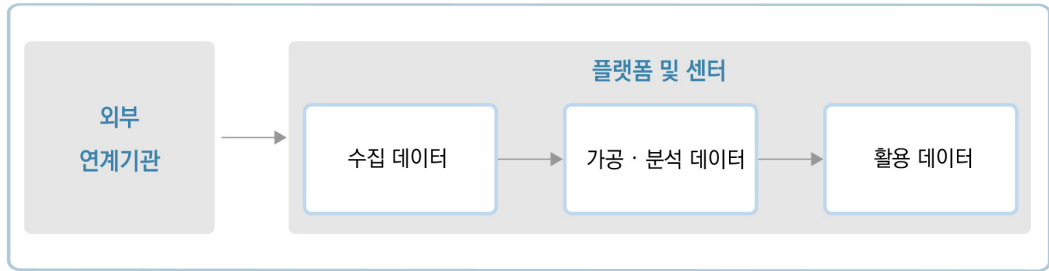 외부
연계기관
플랫폼 및 센터
수집 데이터
가공 · 분석 데이터
활용 데이터